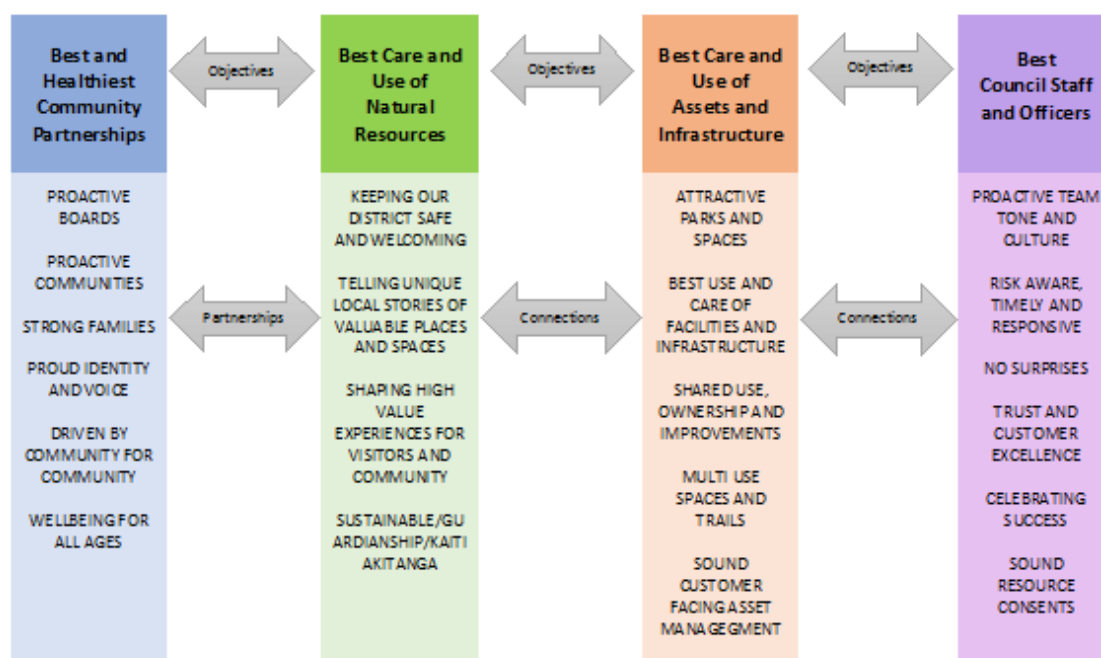 Best and
Healthiest
Community
Partnerships
Objectives
Best Care and
Use of
Natural
Resources
Objectives
Best Care and
Use of
Assets and
Infrastructure
Objectives
Best
Council Staff
and Officers
PROACTIVE
BOARDS
PROACTIVE
COMMUNITIES
STRONG FAMILIES
PROUD IDENTITY
AND VOICE
DRIVEN BY
COMMUNITY FOR
COMMUNITY
WELLBEING FOR
ALL AGES
Partnerships
KEEPING OUR
DISTRICT SAFE
AND WELCOMING
TELLING UNIQUE
LOCAL STORIES OF
VALUABLE PLACES
AND SPACES
SHAPING HIGH
VALUE
EXPERIENCES FOR
VISITORS AND
COMMUNITY
SUSTAINABLE/GU
ARDIANSHIP/KAITI
AKITANGA
Connections
ATTRACTIVE
PARKS AND
SPACES
BEST USE AND
CARE OF
FACILITIES AND
INFRASTRUCTURE
SHARED USE,
OWNERSHIP AND
IMPROVEMENTS
MULTI USE
SPACES AND
TRAILS
SOUND
CUSTOMER
FACING ASSET
MANAGEGMENT
Connections
PROACTIVE TEAM
TONE AND
CULTURE
RISK AWARE,
TIMELY AND
RESPONSIVE
NO SURPRISES
TRUST AND
CUSTOMER
EXCELLENCE
CELEBRATING
SUCCESS
SOUND
RESOURCE
CONSENTS